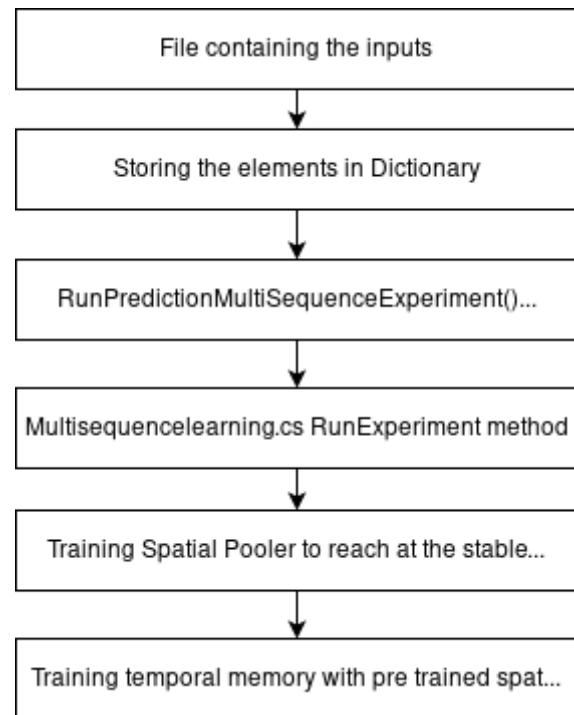 File containing the inputs
Storing the elements in Dictionary
RunPredictionMultiSequenceExperiment()...
Multisequencelearning.cs RunExperiment method
Training Spatial Pooler to reach at the stable...
Training temporal memory with pre trained spat...